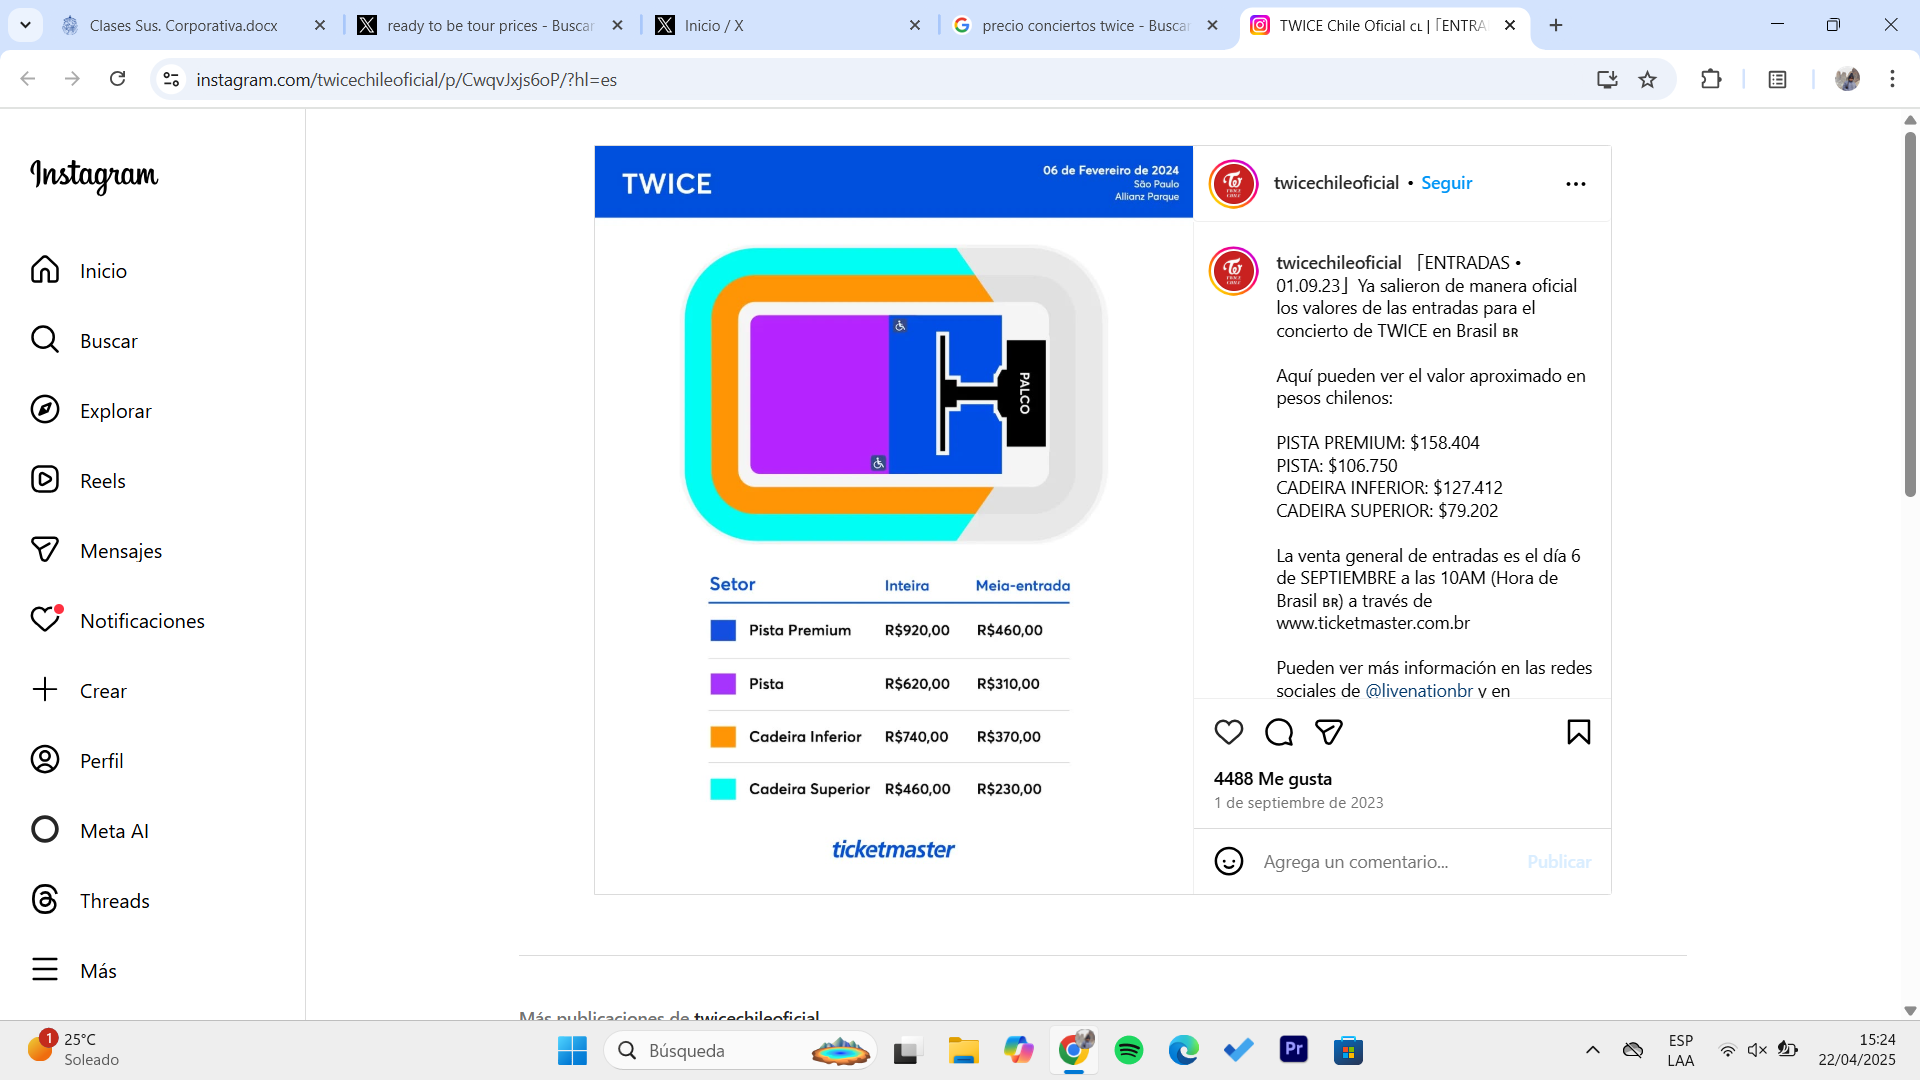 Clases Sus. Corporativa.docx
ready to be tour prices - Buscar
Inicio / X
precio conciertos twice - Buscar
TWICE Chile Oficial 🇨🇱 | 「ENTRA
instagram.com/twicechileoficial/p/CwqvJxjs6oP/?hl=es
Instagram
Inicio
Buscar
Explorar
Reels
Mensajes
Notificaciones
Crear
Perfil
Meta AI
Threads
Más
TWICE
06 de Fevereiro de 2024
São Paulo
Allianz Parque
PALCO
Setor Inteira Meia-entrada
Pista Premium R$920,00 R$460,00
Pista R$620,00 R$310,00
Cadeira Inferior R$740,00 R$370,00
Cadeira Superior R$460,00 R$230,00
ticketmaster
twicechileoficial • Seguir
twicechileoficial 「ENTRADAS •
01.09.23」Ya salieron de manera oficial
los valores de las entradas para el
concierto de TWICE en Brasil 🇧🇷
Aquí pueden ver el valor aproximado en
pesos chilenos:
PISTA PREMIUM: $158.404
PISTA: $106.750
CADEIRA INFERIOR: $127.412
CADEIRA SUPERIOR: $79.202
La venta general de entradas es el día 6
de SEPTIEMBRE a las 10AM (Hora de
Brasil 🇧🇷) a través de
www.ticketmaster.com.br
Pueden ver más información en las redes
sociales de @livenationbr y en
4488 Me gusta
1 de septiembre de 2023
Agrega un comentario...
Publicar
Más publicaciones de twicechileoficial
1
25°C
Soleado
Búsqueda
Pr
ESP
LAA
15:24
22/04/2025